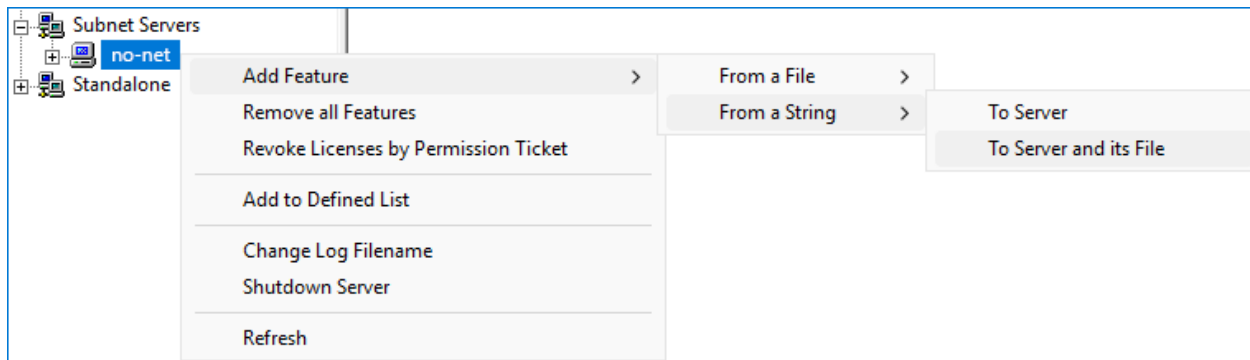 Subnet Servers
no-net
Standalone
Add Feature
Remove all Features
Revoke Licenses by Permission Ticket
Add to Defined List
Change Log Filename
Shutdown Server
Refresh
From a File
From a String
To Server
To Server and its File